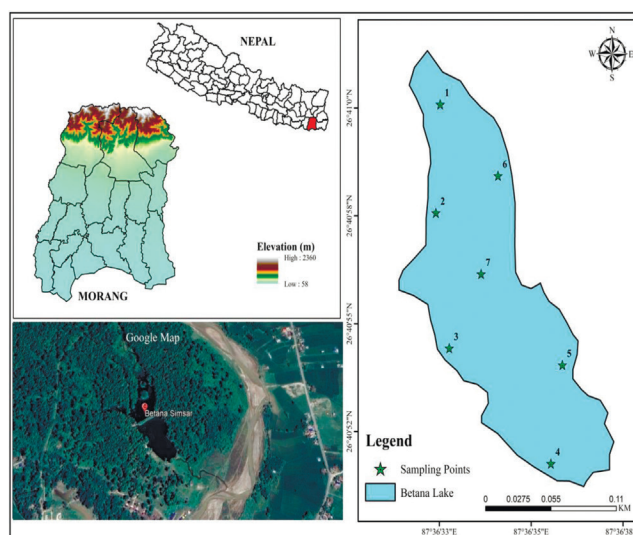 NEPAL
Elevation (m)
High : 2360
Low : 58
MORANG
Google Map
Betana Simsar
N
W E
S
1
6
2
7
3
5
4
26°41'0"N
26°40'58"N
26°40'55"N
26°40'52"N
Legend
Sampling Points
Betana Lake
0 0.0275 0.055 0.11
KM
87°36'33"E
87°36'35"E
87°36'38"E